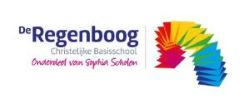 De Regenboog
Christelijke Basisschool
Onderdeel van Sophia Scholen